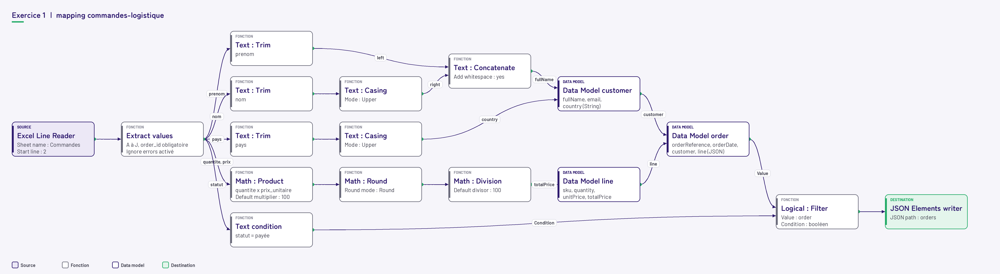 Exercice 1 | mapping commandes-logistique
FONCTION
Text : Trim
prenom
left
FONCTION
Text : Concatenate
Add whitespace : yes
prenom
FONCTION
Text : Trim
nom
FONCTION
Text : Casing
Mode : Upper
right
fullName
DATA MODEL
Data Model customer
fullName, email,
country (String)
nom
country
customer
SOURCE
Excel Line Reader
Sheet name : Commandes
Start line : 2
FONCTION
Extract values
A à J, order_id obligatoire
Ignore errors activé
pays
FONCTION
Text : Trim
pays
FONCTION
Text : Casing
Mode : Upper
DATA MODEL
Data Model order
orderReference, orderDate,
customer, line (JSON)
quantite, prix
line
Value
statut
FONCTION
Math : Product
quantite x prix_unitaire
Default multiplier : 100
FONCTION
Math : Round
Round mode : Round
FONCTION
Math : Division
Default divisor : 100
totalPrice
DATA MODEL
Data Model line
sku, quantity,
unitPrice, totalPrice
FONCTION
Text condition
statut = payée
Condition
FONCTION
Logical : Filter
Value : order
Condition : booléen
DESTINATION
JSON Elements writer
JSON path : orders
Source
Fonction
Data model
Destination